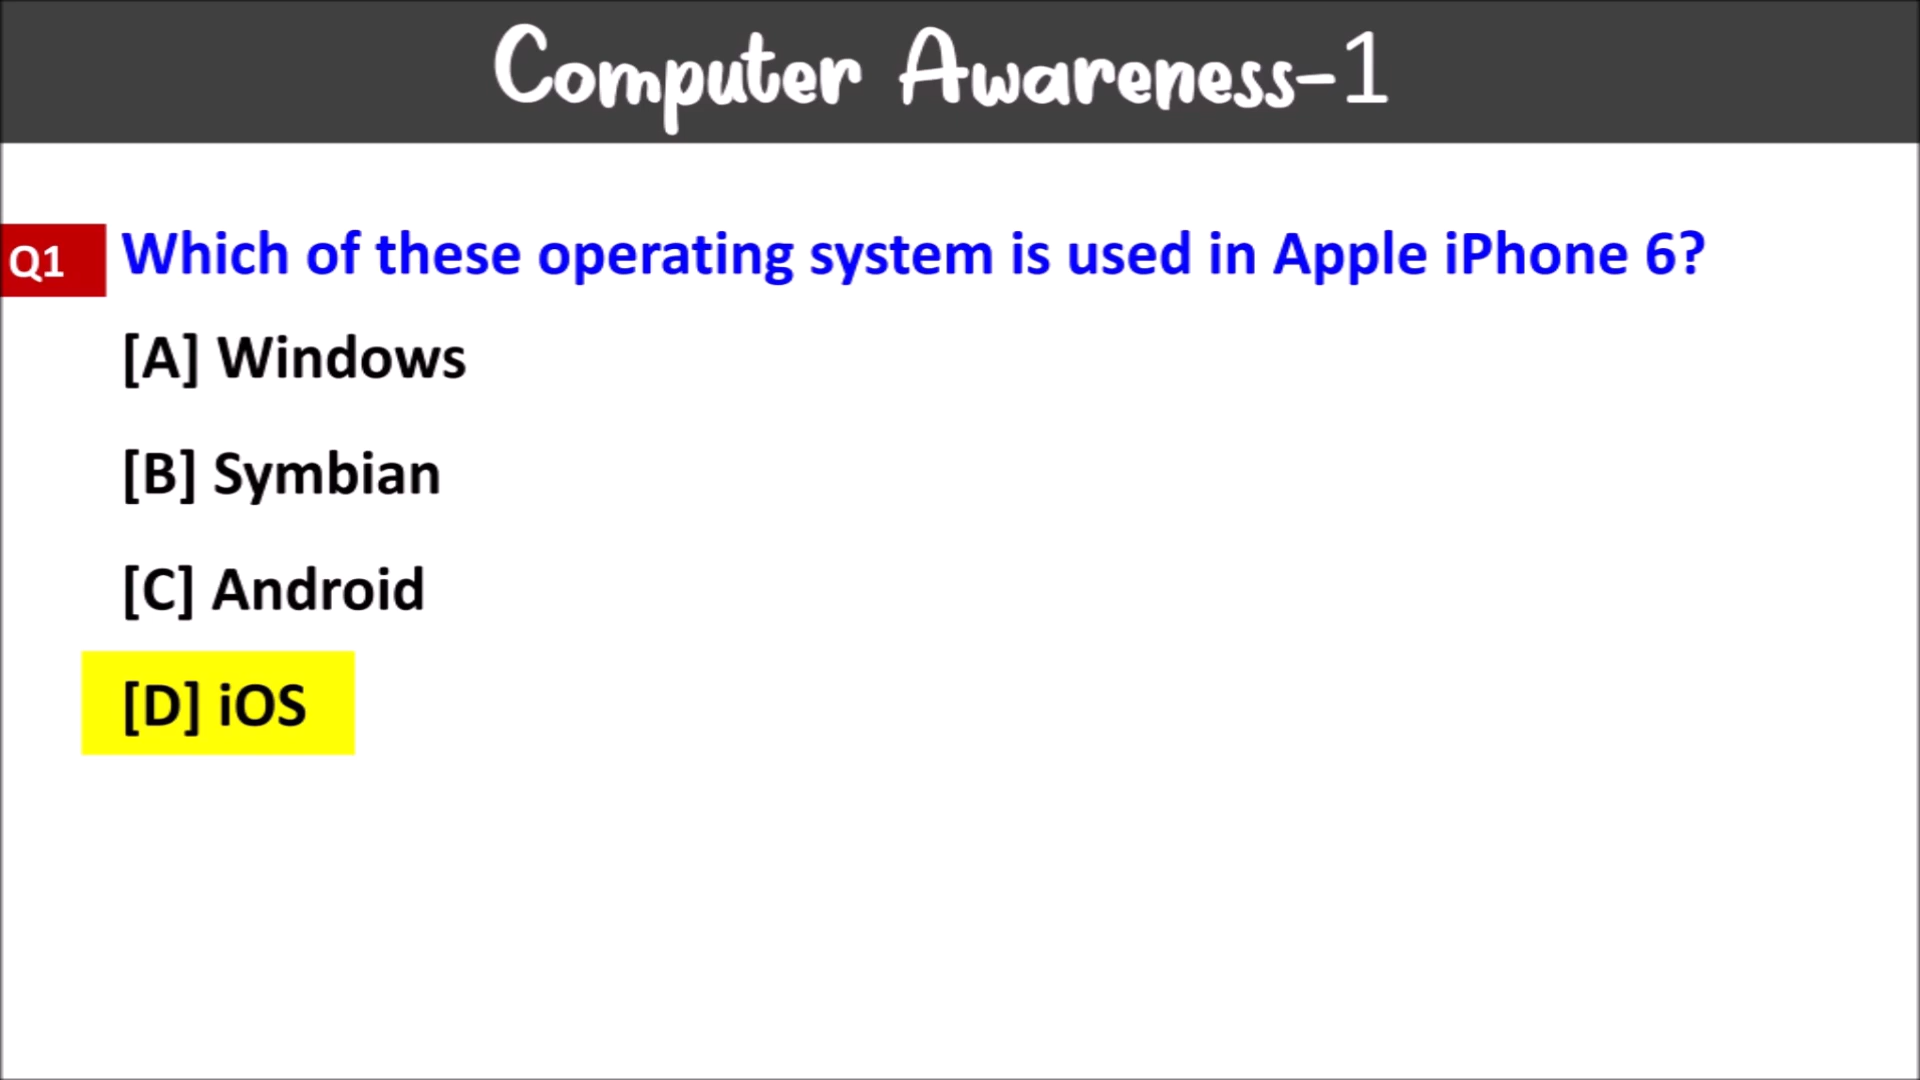 Computer Awareness-1
Q1 Which of these operating system is used in Apple iPhone 6?
[A] Windows
[B] Symbian
[C] Android
[D] iOS